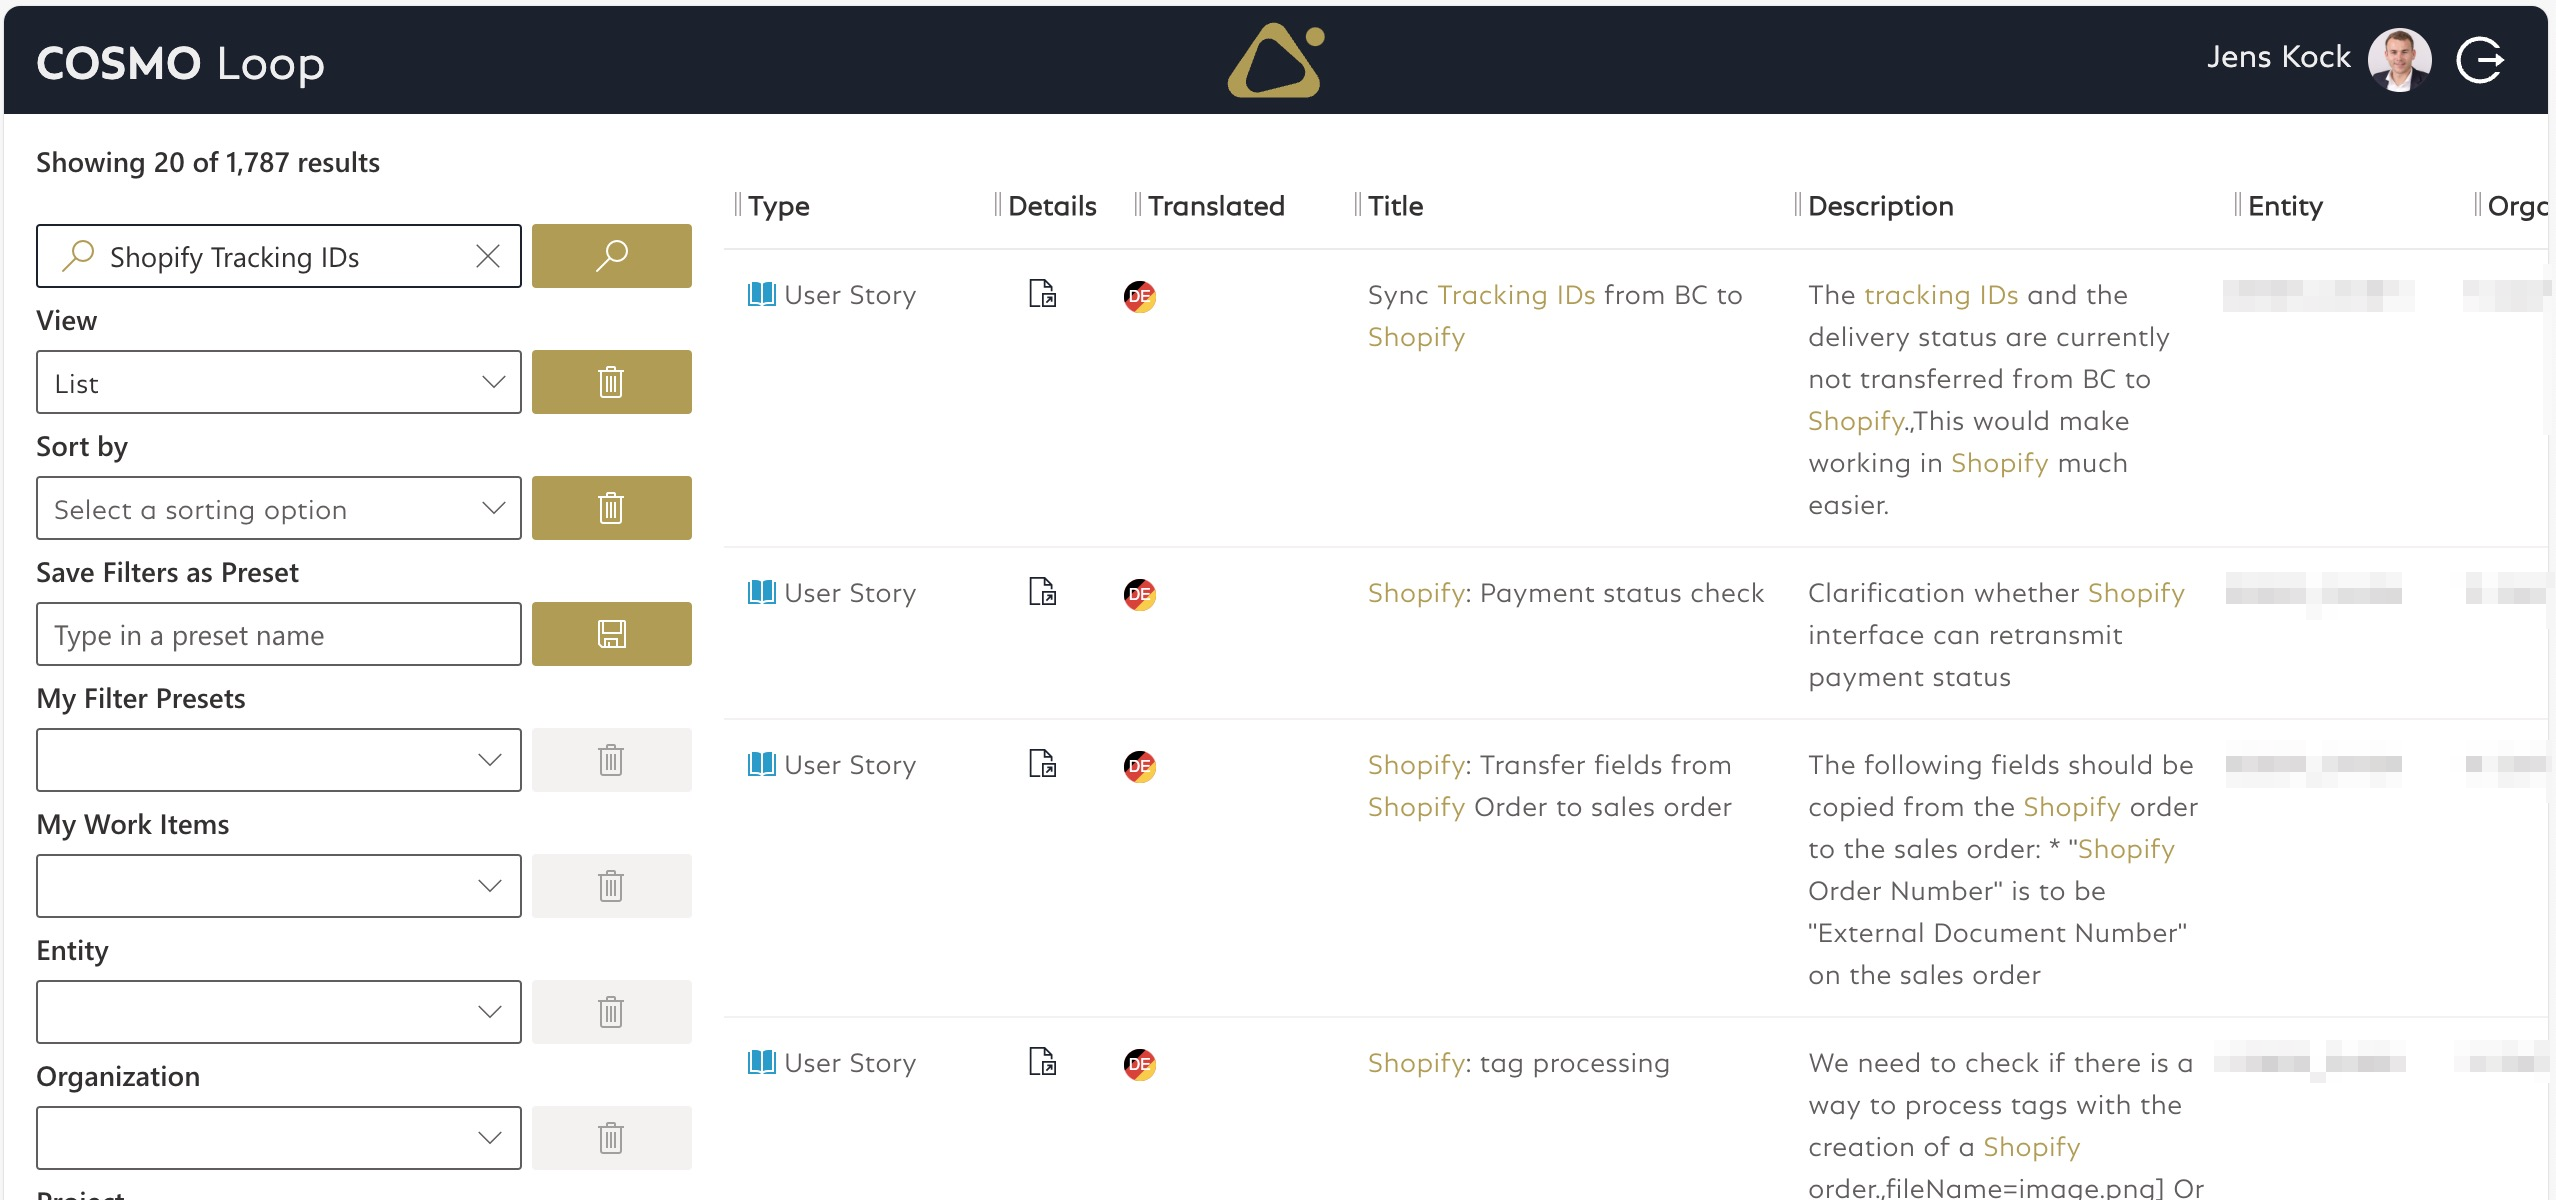 COSMO Loop
Jens Kock
Showing 20 of 1,787 results
Shopify Tracking IDs
View
List
Sort by
Select a sorting option
Save Filters as Preset
Type in a preset name
My Filter Presets
My Work Items
Entity
Organization
Project
Type
Details
Translated
Title
Description
Entity
Orga
User Story
DE
Sync Tracking IDs from BC to
Shopify
The tracking IDs and the
delivery status are currently
not transferred from BC to
Shopify.,This would make
working in Shopify much
easier.
User Story
DE
Shopify: Payment status check
Clarification whether Shopify
interface can retransmit
payment status
User Story
DE
Shopify: Transfer fields from
Shopify Order to sales order
The following fields should be
copied from the Shopify order
to the sales order: * "Shopify
Order Number" is to be
"External Document Number"
on the sales order
User Story
DE
Shopify: tag processing
We need to check if there is a
way to process tags with the
creation of a Shopify
order.,fileName=image.png] Or